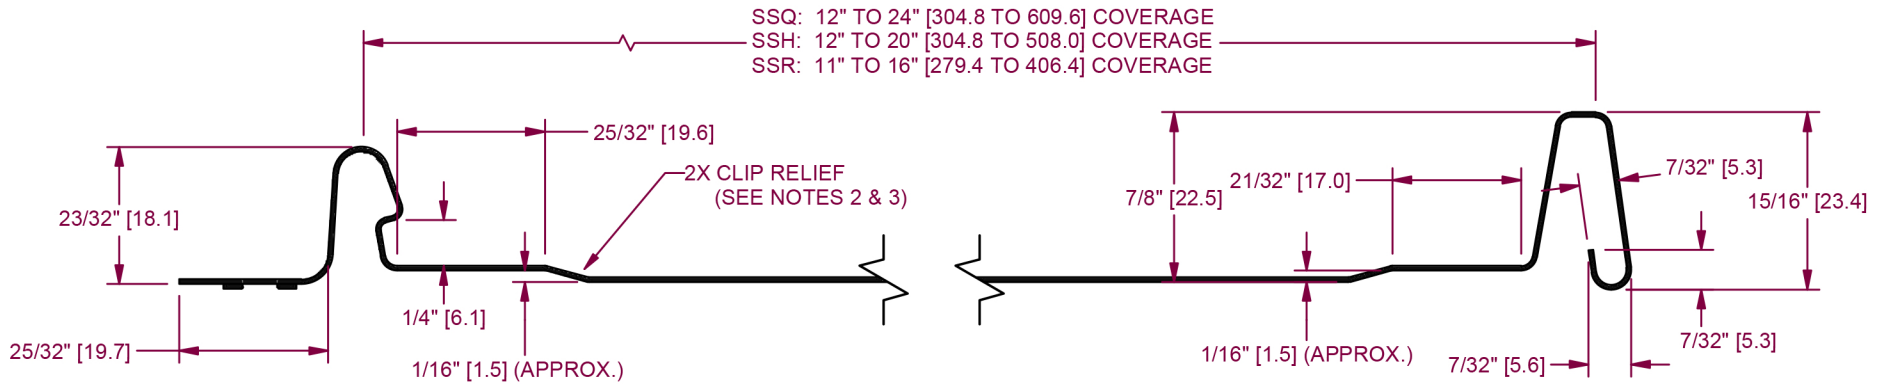 SSQ: 12" TO 24" [304.8 TO 609.6] COVERAGE
SSH: 12" TO 20" [304.8 TO 508.0] COVERAGE
SSR: 11" TO 16" [279.4 TO 406.4] COVERAGE
25/32" [19.6]
2X CLIP RELIEF
(SEE NOTES 2 & 3)
23/32" [18.1]
7/8" [22.5]
21/32" [17.0]
7/32" [5.3]
15/16" [23.4]
1/4" [6.1]
25/32" [19.7]
1/16" [1.5] (APPROX.)
1/16" [1.5] (APPROX.)
7/32" [5.3]
7/32" [5.6]